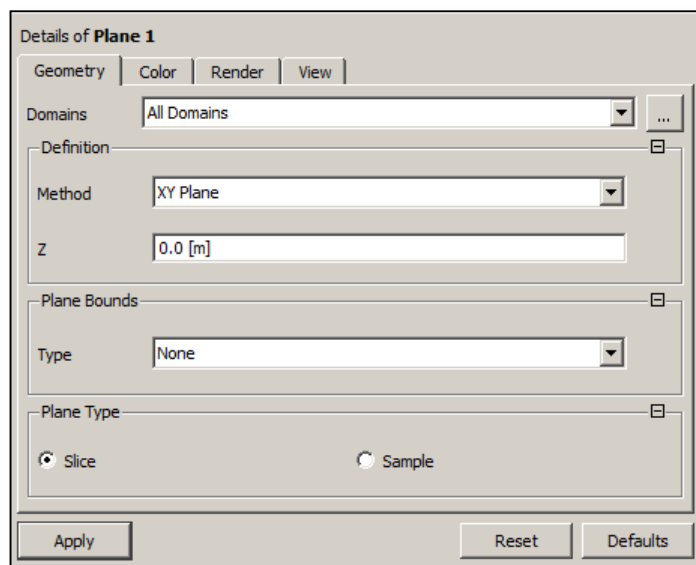 Details of Plane 1
Geometry Color Render View
Domains All Domains ...
Definition
Method XY Plane
Z 0.0 [m]
Plane Bounds
Type None
Plane Type
Slice Sample
Apply Reset Defaults